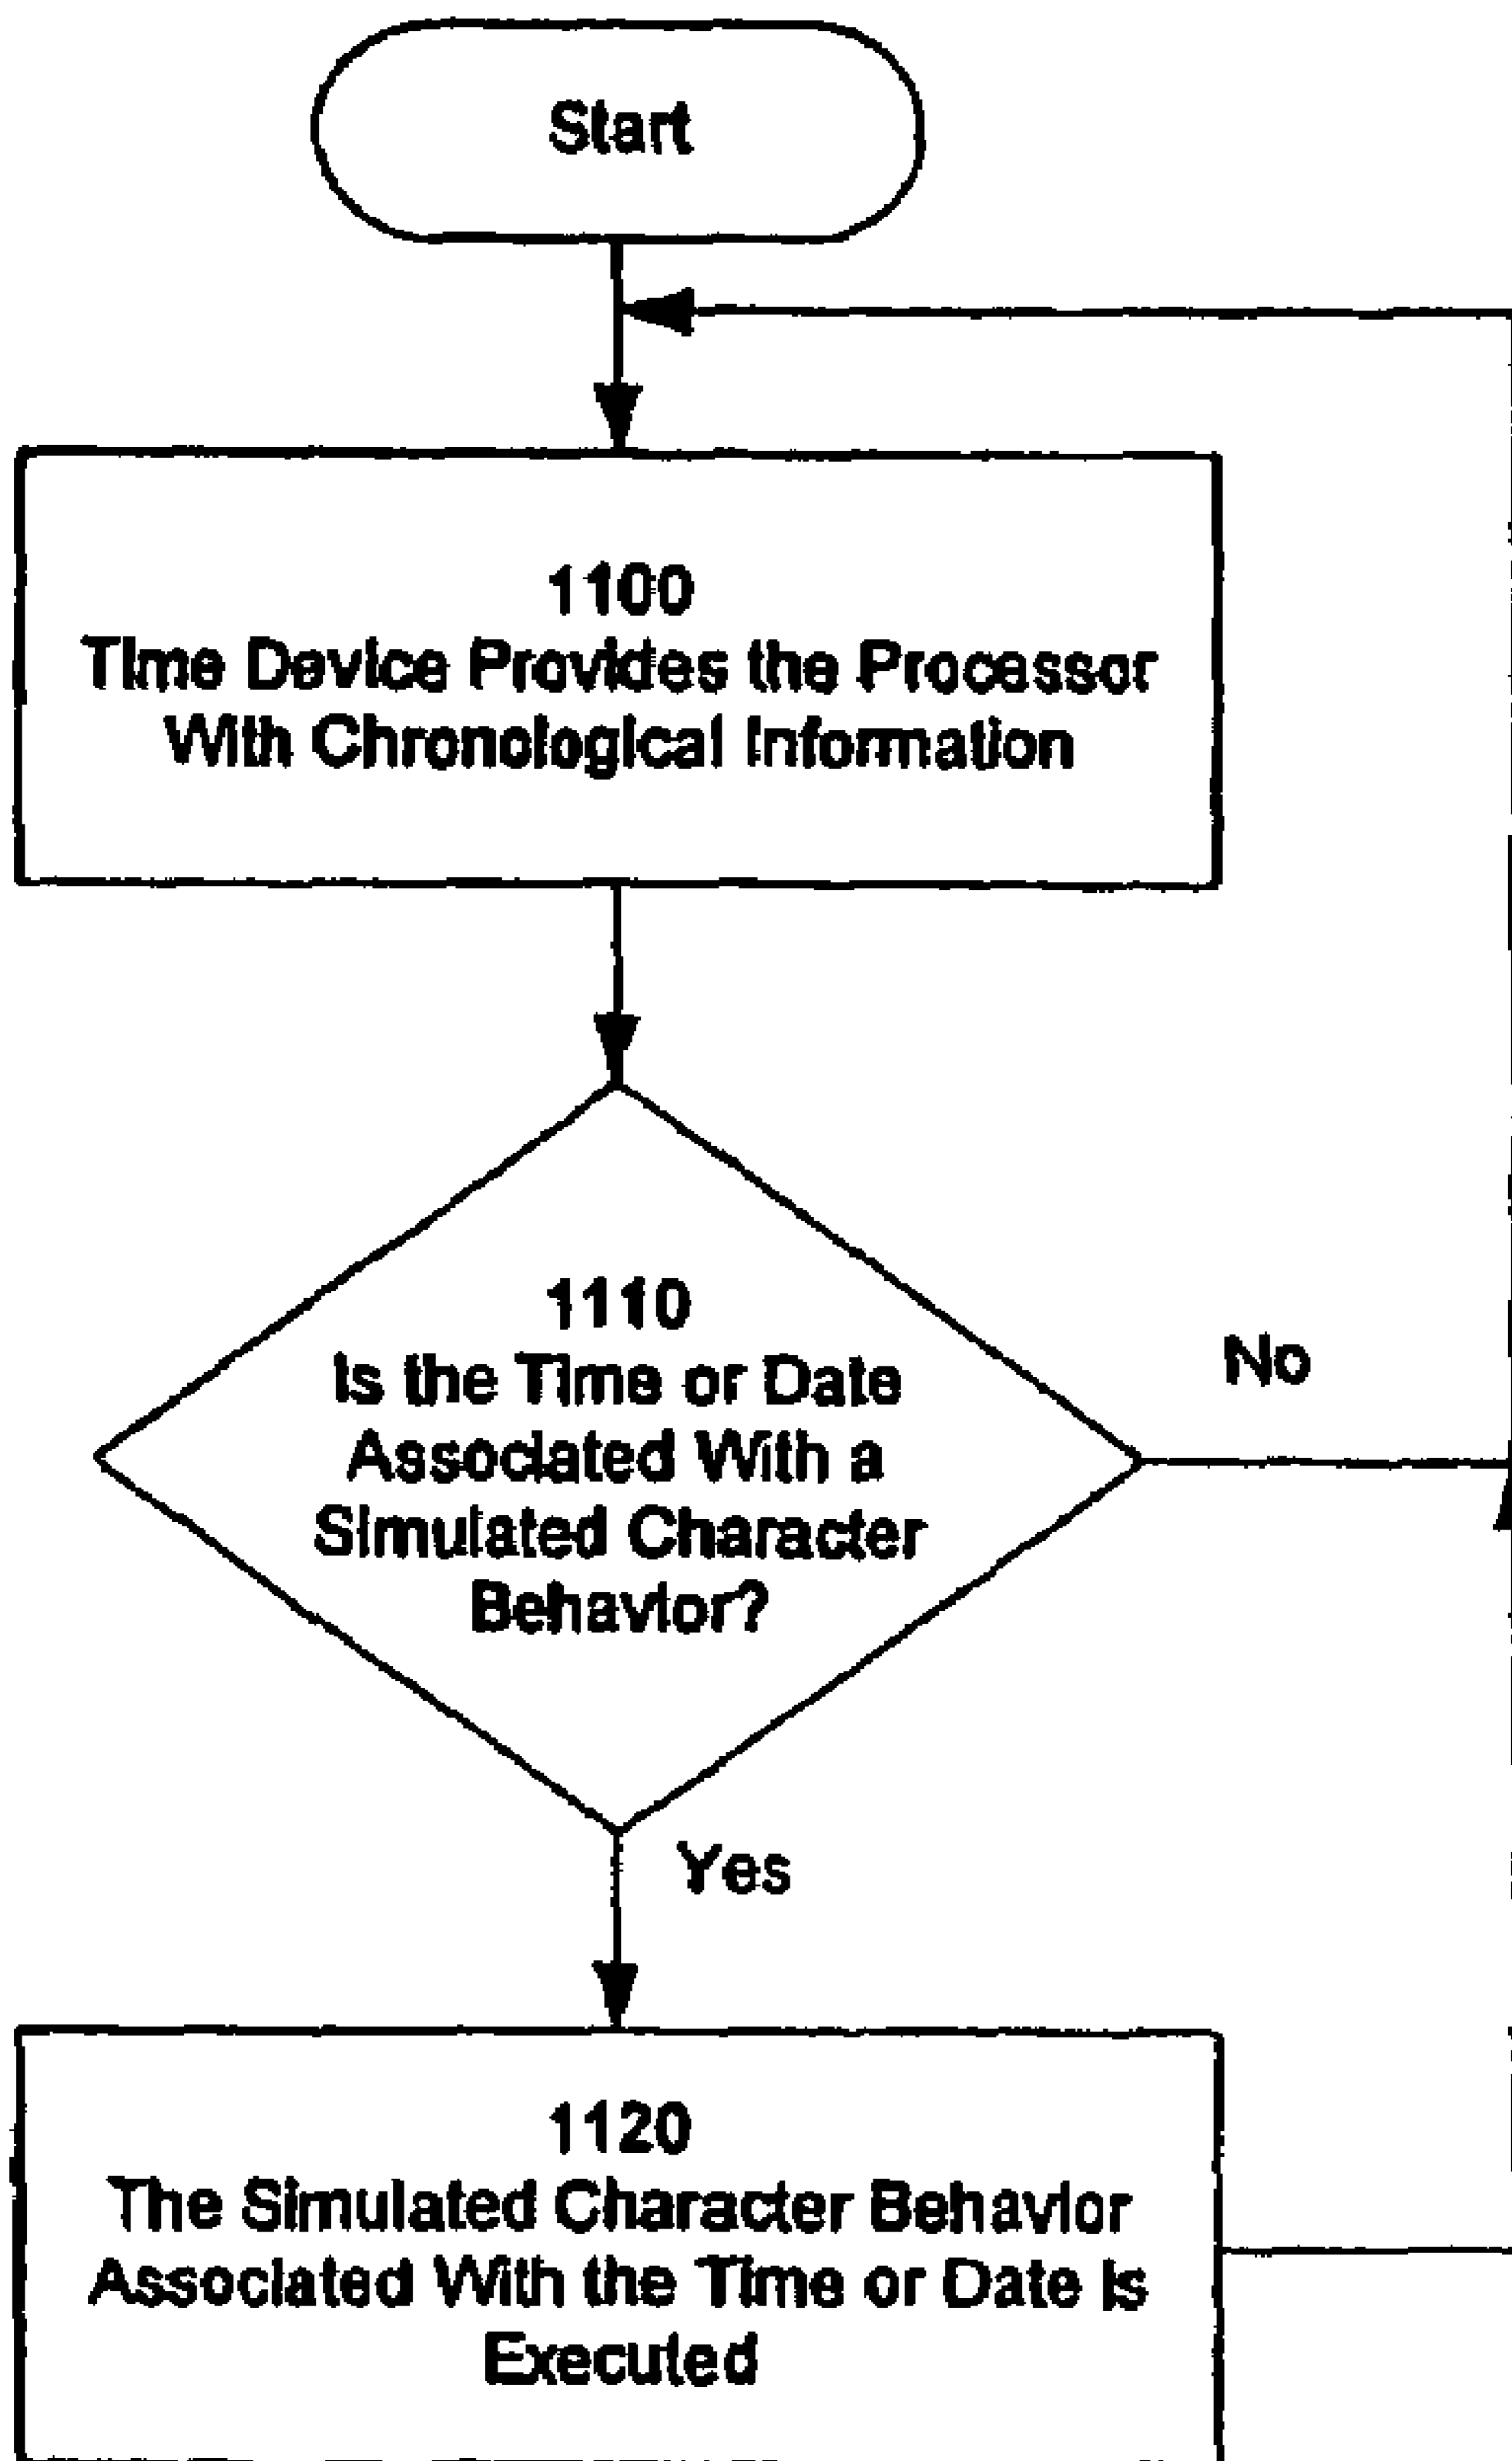 Start
1100
Time Device Provides the Processor
With Chronological Information
1110
Is the Time or Date
Associated With a
Simulated Character
Behavior?
No
Yes
1120
The Simulated Character Behavior
Associated With the Time or Date Is
Executed